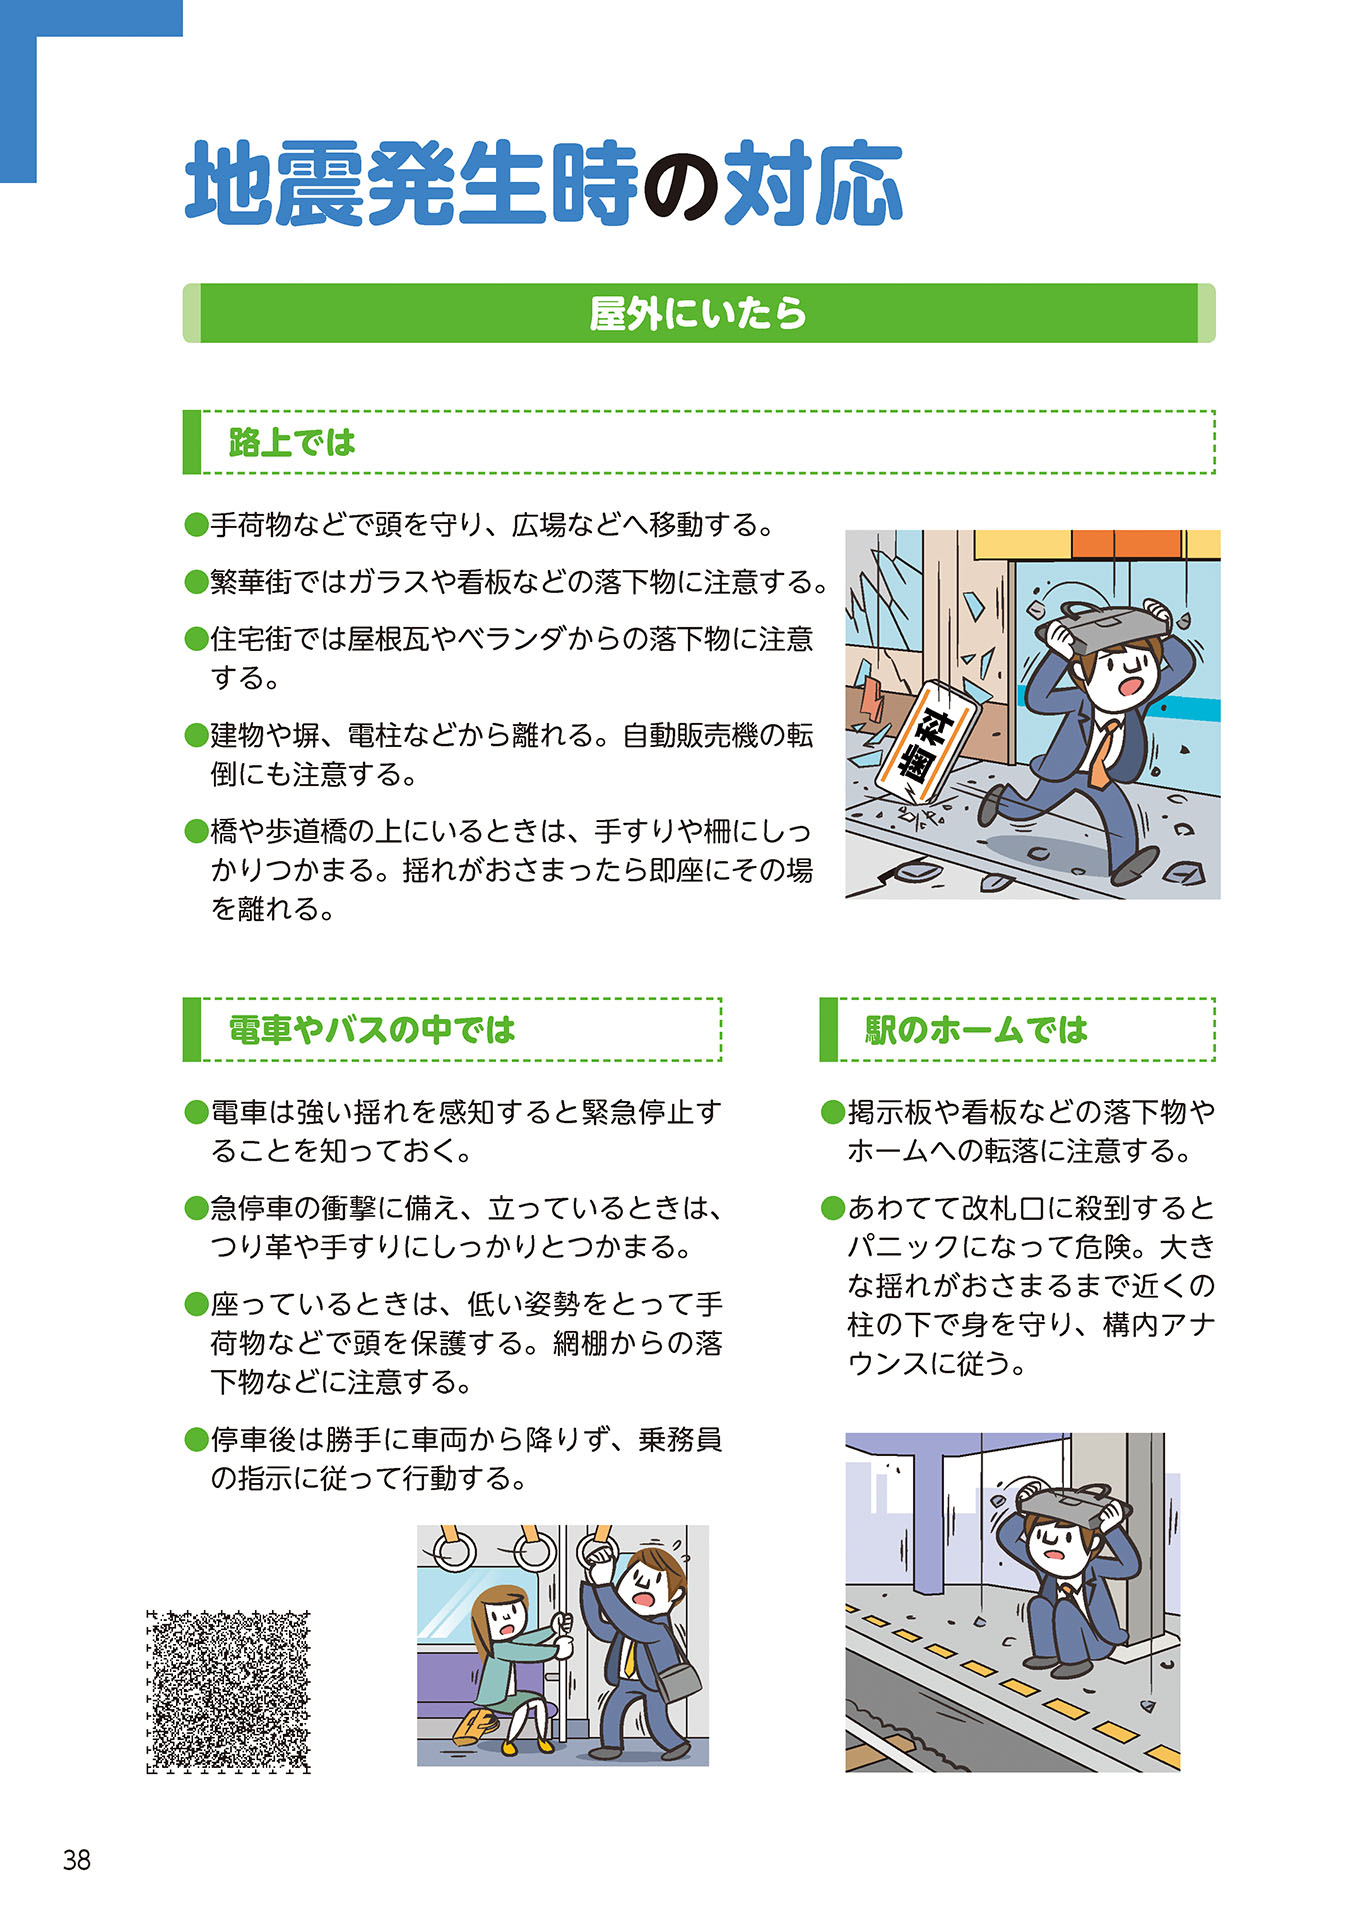 地震発生時の対応
屋外にいたら
路上では
●手荷物などで頭を守り、広場などへ移動する。
●繁華街ではガラスや看板などの落下物に注意する。
●住宅街では屋根瓦やベランダからの落下物に注意
する。
●建物や塀、電柱などから離れる。自動販売機の転
倒にも注意する。
●橋や歩道橋の上にいるときは、手すりや柵にしっ
かりつかまる。揺れがおさまったら即座にその場
を離れる。
歯科
電車やバスの中では
●電車は強い揺れを感知すると緊急停止す
ることを知っておく。
●急停車の衝撃に備え、立っているときは、
つり革や手すりにしっかりとつかまる。
●座っているときは、低い姿勢をとって手
荷物などで頭を保護する。網棚からの落
下物などに注意する。
●停車後は勝手に車両から降りず、乗務員
の指示に従って行動する。
駅のホームでは
●掲示板や看板などの落下物や
ホームへの転落に注意する。
●あわてて改札口に殺到すると
パニックになって危険。大き
な揺れがおさまるまで近くの
柱の下で身を守り、構内アナ
ウンスに従う。
38